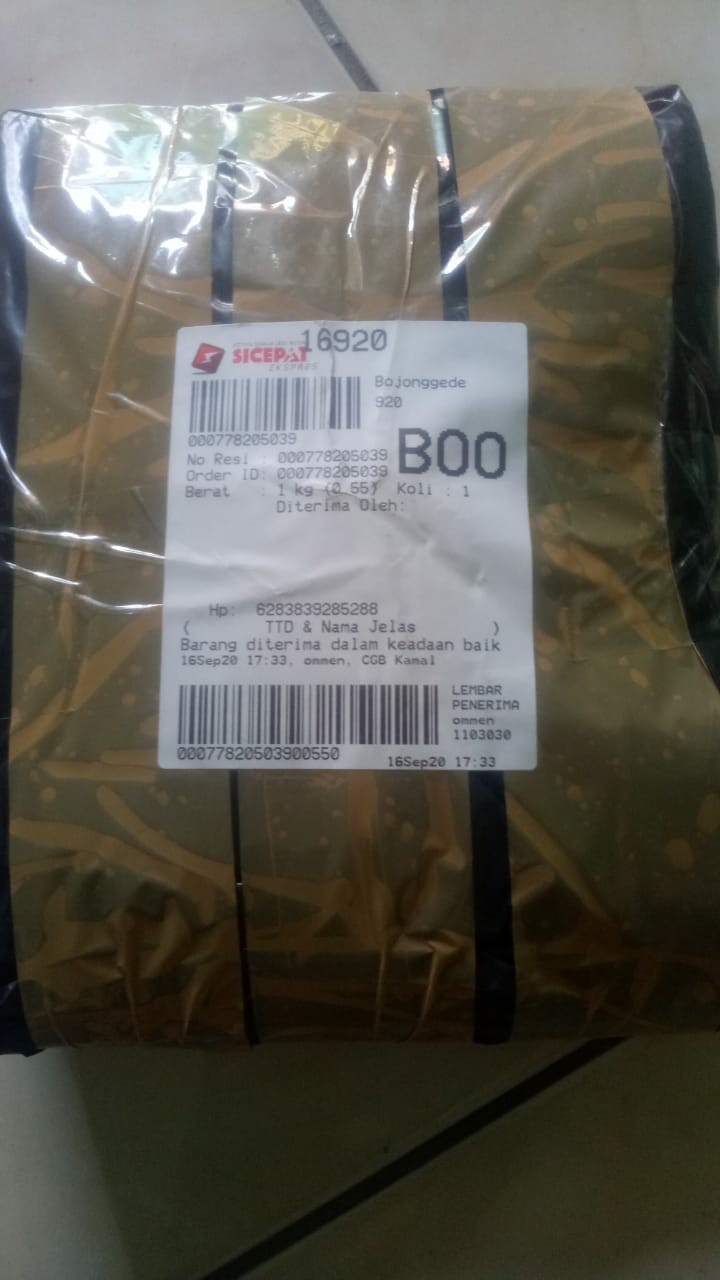 16920
SICEPAT
EKSPRES
Bojonggede
920
000778205039
No Resi : 000778205039
Order ID: 000778205039
B00
Berat : 1 kg (0.55) Koli : 1
Diterima Oleh:
Hp: 6283839285288
( TTD & Nama Jelas )
Barang diterima dalam keadaan baik
16Sep20 17:33, ommen, CGB Kamal
LEMBAR
PENERIMA
ommen
1103030
00077820503900550
16Sep20 17:33